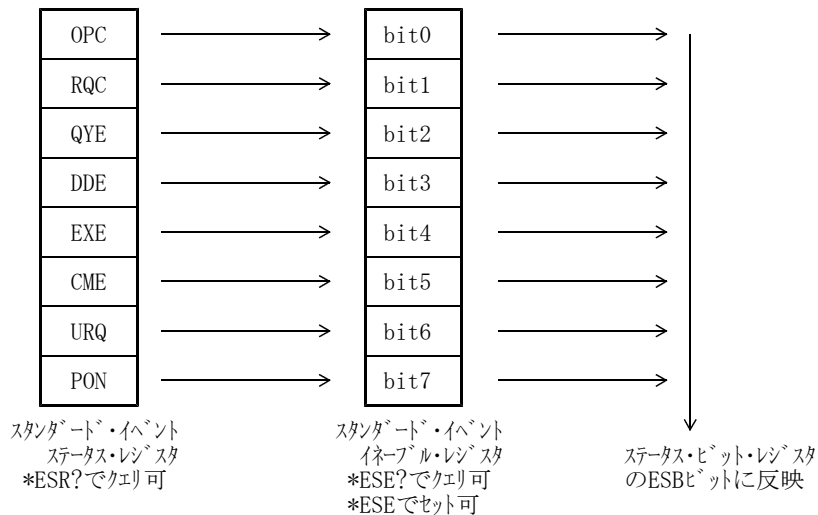 OPC
RQC
QYE
DDE
EXE
CME
URQ
PON
bit0
bit1
bit2
bit3
bit4
bit5
bit6
bit7
ｽﾀﾝﾀﾞｰﾄﾞ・ｲﾍﾞﾝﾄ
ｽﾃｰﾀｽ・ﾚｼﾞｽﾀ
*ESR?でｸｴﾘ可
ｽﾀﾝﾀﾞｰﾄﾞ・ｲﾍﾞﾝﾄ
ｲﾈｰﾌﾞﾙ・ﾚｼﾞｽﾀ
*ESE?でｸｴﾘ可
*ESEでｾｯﾄ可
ｽﾃｰﾀｽ・ﾋﾞｯﾄ・ﾚｼﾞｽﾀ
のESBﾋﾞｯﾄに反映